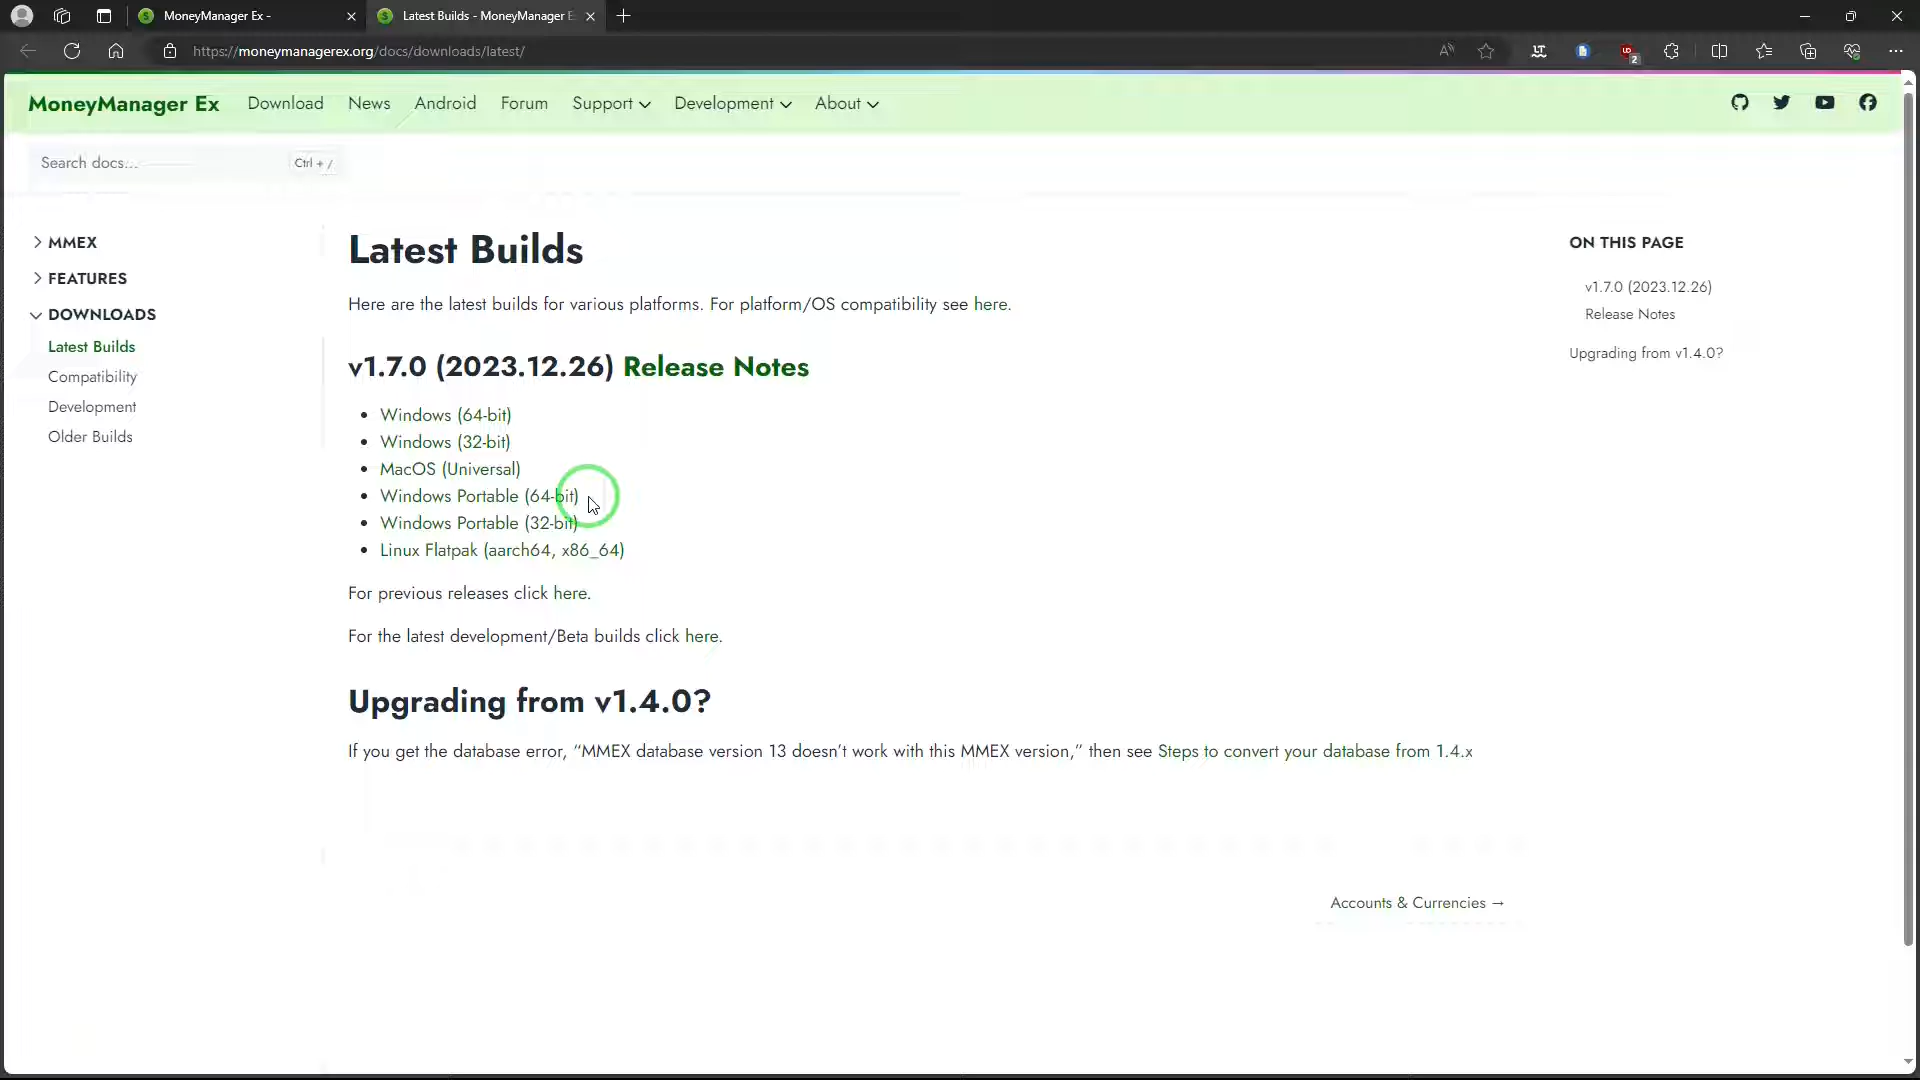 MoneyManager Ex -
Latest Builds - MoneyManager E
https://moneymanagerex.org/docs/downloads/latest/
MoneyManager Ex Download News Android Forum Support Development About
Search docs... Ctrl + /
MMEX
FEATURES
DOWNLOADS
Latest Builds
Compatibility
Development
Older Builds
Latest Builds
Here are the latest builds for various platforms. For platform/OS compatibility see here.
v1.7.0 (2023.12.26) Release Notes
• Windows (64-bit)
• Windows (32-bit)
• MacOS (Universal)
• Windows Portable (64-bit)
• Windows Portable (32-bit)
• Linux Flatpak (aarch64, x86_64)
For previous releases click here.
For the latest development/Beta builds click here.
Upgrading from v1.4.0?
If you get the database error, “MMEX database version 13 doesn’t work with this MMEX version,” then see Steps to convert your database from 1.4.x
Accounts & Currencies →
ON THIS PAGE
v1.7.0 (2023.12.26)
Release Notes
Upgrading from v1.4.0?